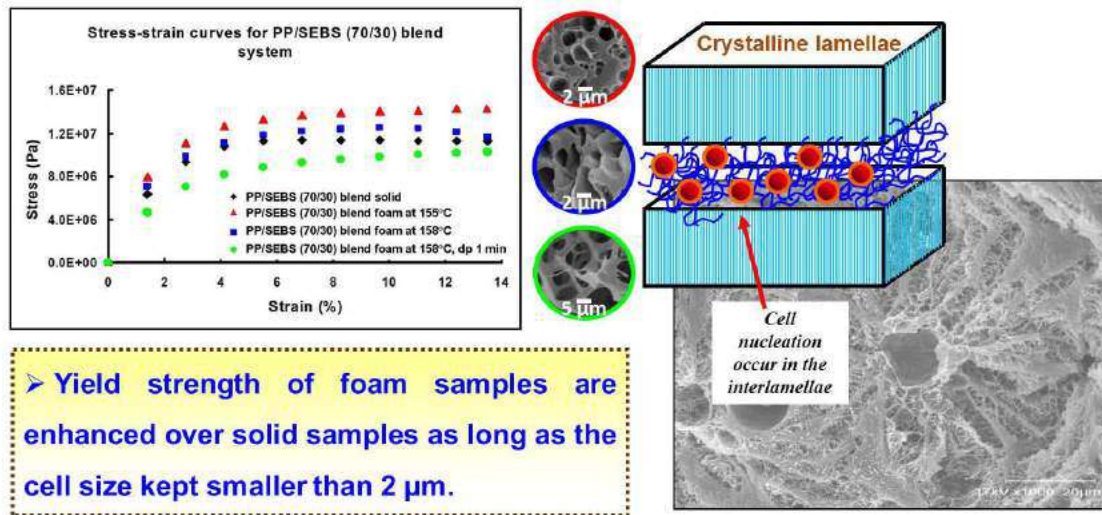 Stress-strain curves for PP/SEBS (70/30) blend
system
1.6E+07
1.2E+07
8.0E+06
4.0E+06
0.0E+00
Stress (Pa)
PP/SEBS (70/30) blend solid
PP/SEBS (70/30) blend foam at 155°C
PP/SEBS (70/30) blend foam at 158°C
PP/SEBS (70/30) blend foam at 158°C, dp 1 min
0 2 4 6 8 10 12 14
Strain (%)
2 µm
2 µm
5 µm
Crystalline lamellae
Cell
nucleation
occur in the
interlamellae
17kV x1000 20µm
➢ Yield strength of foam samples are
enhanced over solid samples as long as the
cell size kept smaller than 2 µm.